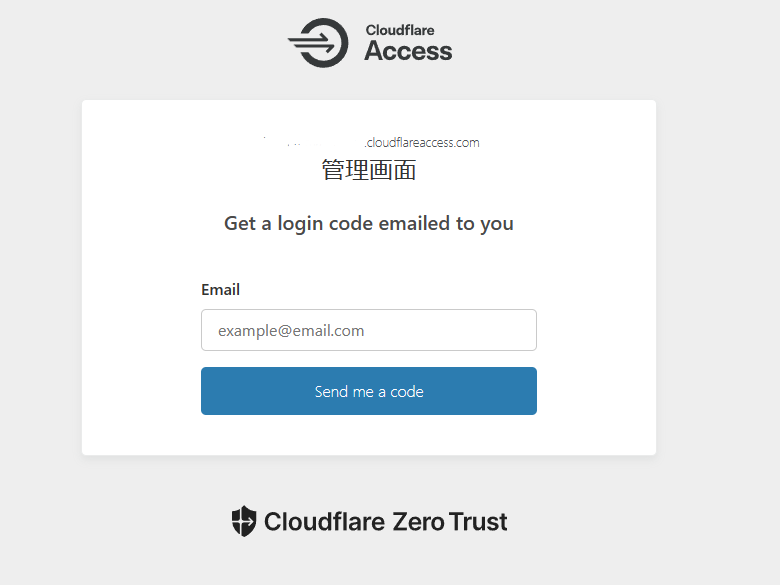 Cloudflare
Access
.cloudflareaccess.com
管理画面
Get a login code emailed to you
Email
example@email.com
Send me a code
Cloudflare Zero Trust